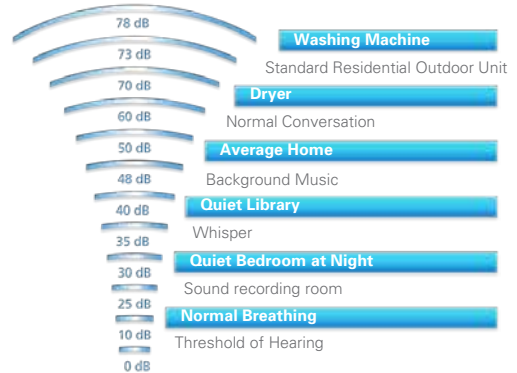 78 dB
Washing Machine
73 dB
Standard Residential Outdoor Unit
70 dB
Dryer
60 dB
Normal Conversation
50 dB
Average Home
48 dB
Background Music
40 dB
Quiet Library
35 dB
Whisper
30 dB
Quiet Bedroom at Night
25 dB
Sound recording room
10 dB
Normal Breathing
0 dB
Threshold of Hearing